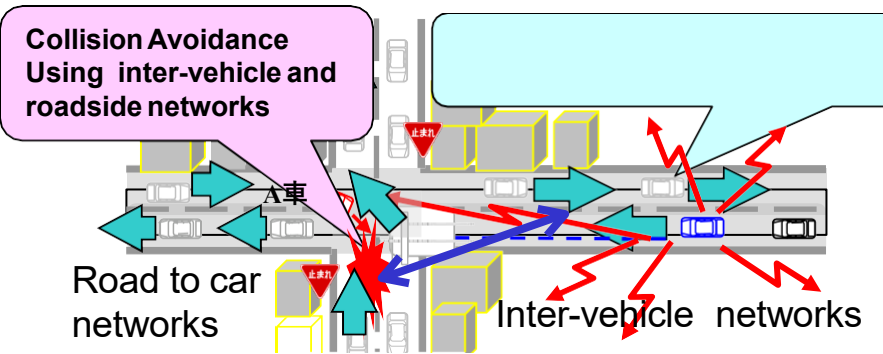 Collision Avoidance
Using inter-vehicle and
roadside networks
止まれ
A車
止まれ
Road to car
networks
Inter-vehicle networks